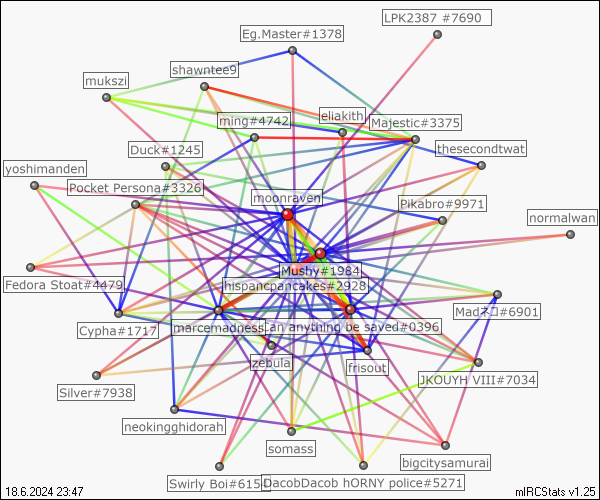 LPK2387 #7690
Eg.Master#1378
shawntee9
mukszi
ming#4742
eliakith
Majestic#3375
Duck#1245
thesecondtwat
yoshimanden
Pocket Persona#3326
moonraven
Pikabro#9971
normalwan
Mushy#1984
Fedora Stoat#4479
hispancpancakes#2928
Madネコ#6901
Cypha#1717
marcemadness
.an anything be saved#0396
zebula
frisout
JKOUYH VIII#7034
Silver#7938
neokingghidorah
somass
bigcitysamurai
Swirly Boi#6154
DacobDacob hORNY police#5271
18.6.2024 23:47
mIRCStats v1.25